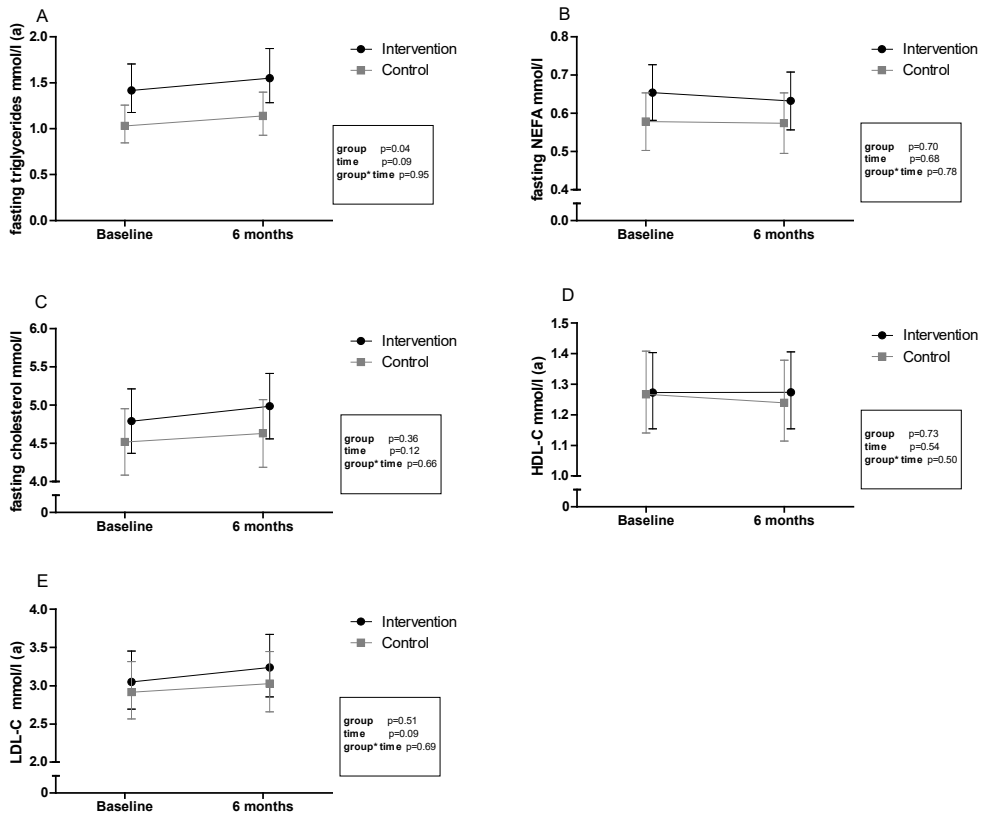 A
fasting triglycerides mmol/l (a)
2.0
1.5
1.0
0.5
0.0
Baseline
6 months
Intervention
Control
group p=0.04
time p=0.09
group*time p=0.95
B
fasting NEFA mmol/l
0.8
0.7
0.6
0.5
0.4
0.0
Baseline
6 months
Intervention
Control
group p=0.70
time p=0.68
group*time p=0.78
C
fasting cholesterol mmol/l
6.0
5.5
5.0
4.5
4.0
0
Baseline
6 months
Intervention
Control
group p=0.36
time p=0.12
group*time p=0.66
D
HDL-C mmol/l (a)
1.5
1.4
1.3
1.2
1.1
1.0
0
Baseline
6 months
Intervention
Control
group p=0.73
time p=0.54
group*time p=0.50
E
LDL-C mmol/l (a)
4.0
3.5
3.0
2.5
2.0
0
Baseline
6 months
Intervention
Control
group p=0.51
time p=0.09
group*time p=0.69